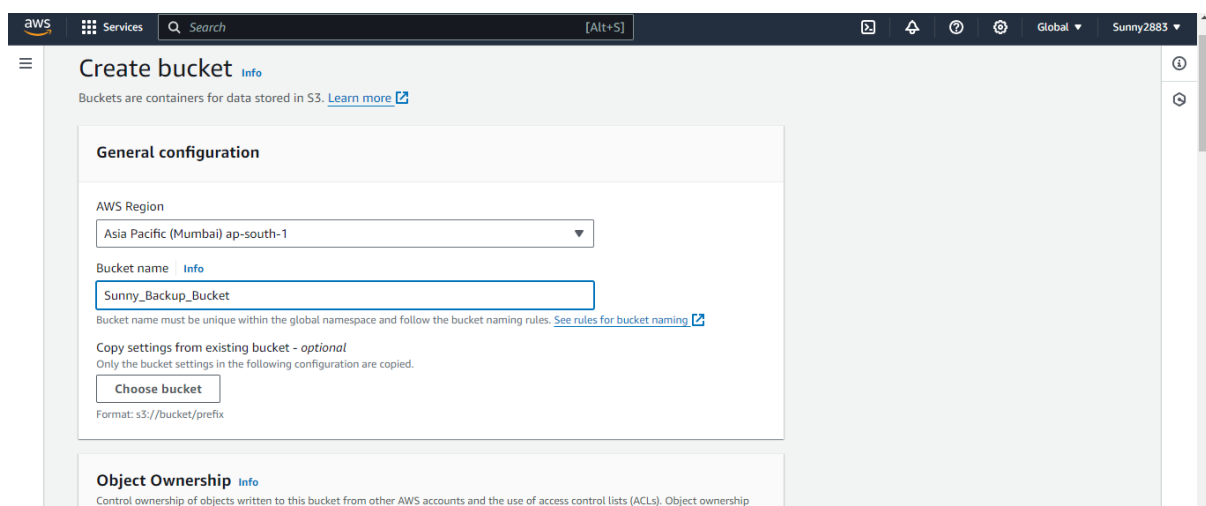 aws Services Search [Alt+S] Global Sunny2883
Create bucket Info
Buckets are containers for data stored in S3. Learn more
General configuration
AWS Region
Asia Pacific (Mumbai) ap-south-1
Bucket name Info
Sunny_Backup_Bucket
Bucket name must be unique within the global namespace and follow the bucket naming rules. See rules for bucket naming
Copy settings from existing bucket - optional
Only the bucket settings in the following configuration are copied.
Choose bucket
Format: s3://bucket/prefix
Object Ownership Info
Control ownership of objects written to this bucket from other AWS accounts and the use of access control lists (ACLs). Object ownership